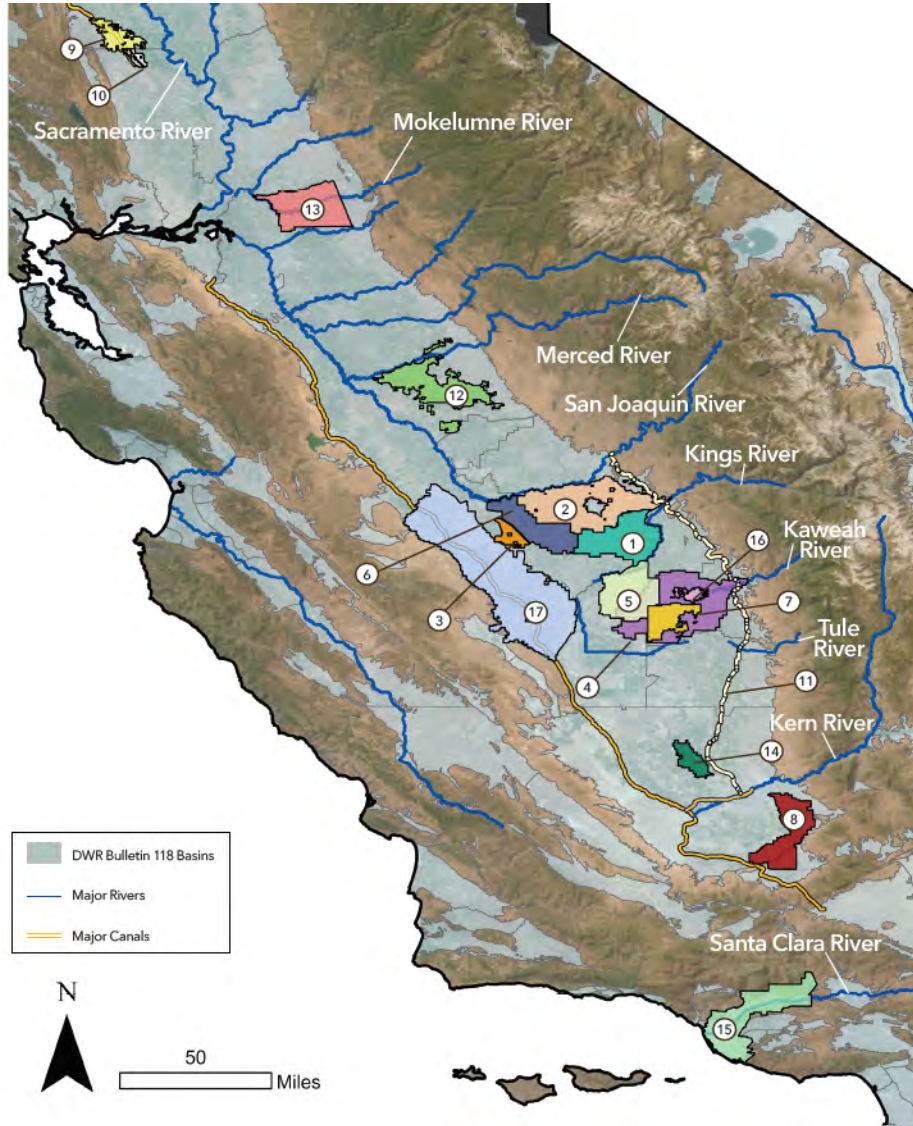 9
10
Sacramento River
Mokelumne River
13
Merced River
12
San Joaquin River
Kings River
2
1
16
Kaweah
River
6
5
7
3
17
Tule
River
4
11
Kern River
14
8
DWR Bulletin 118 Basins
Major Rivers
Major Canals
Santa Clara River
N
15
50
Miles